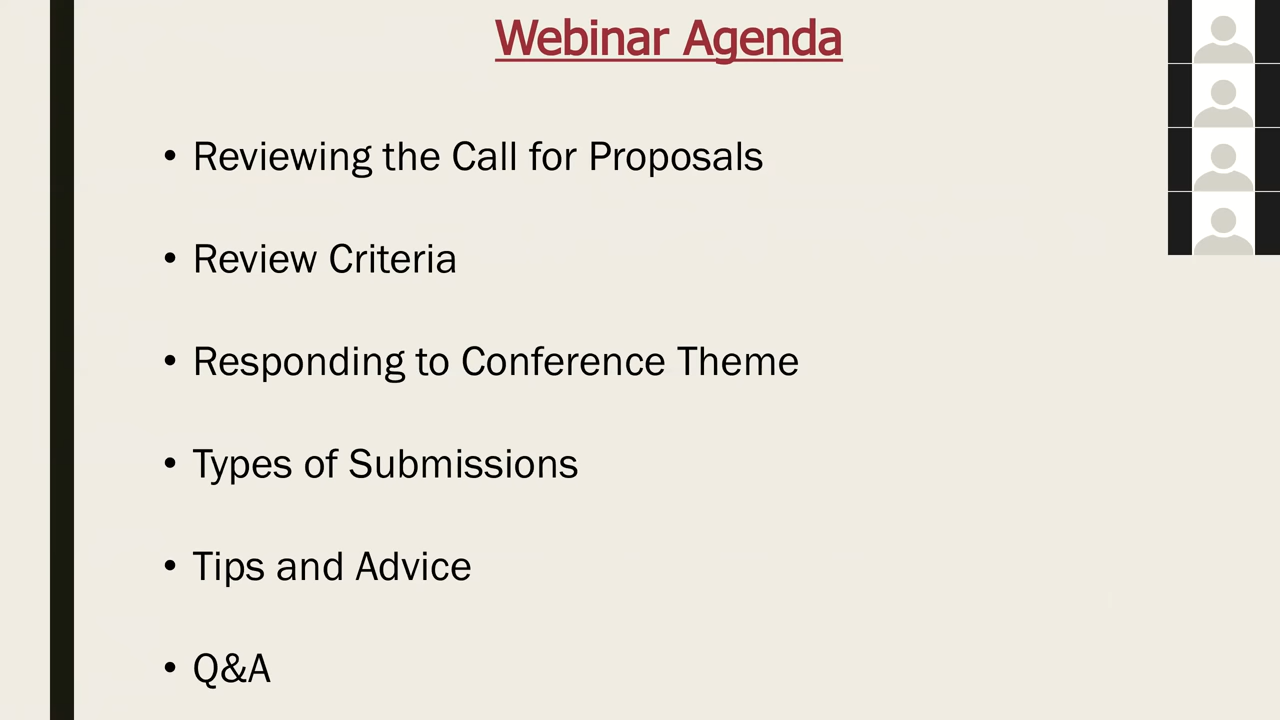 Webinar Agenda
• Reviewing the Call for Proposals
• Review Criteria
• Responding to Conference Theme
• Types of Submissions
• Tips and Advice
• Q&A